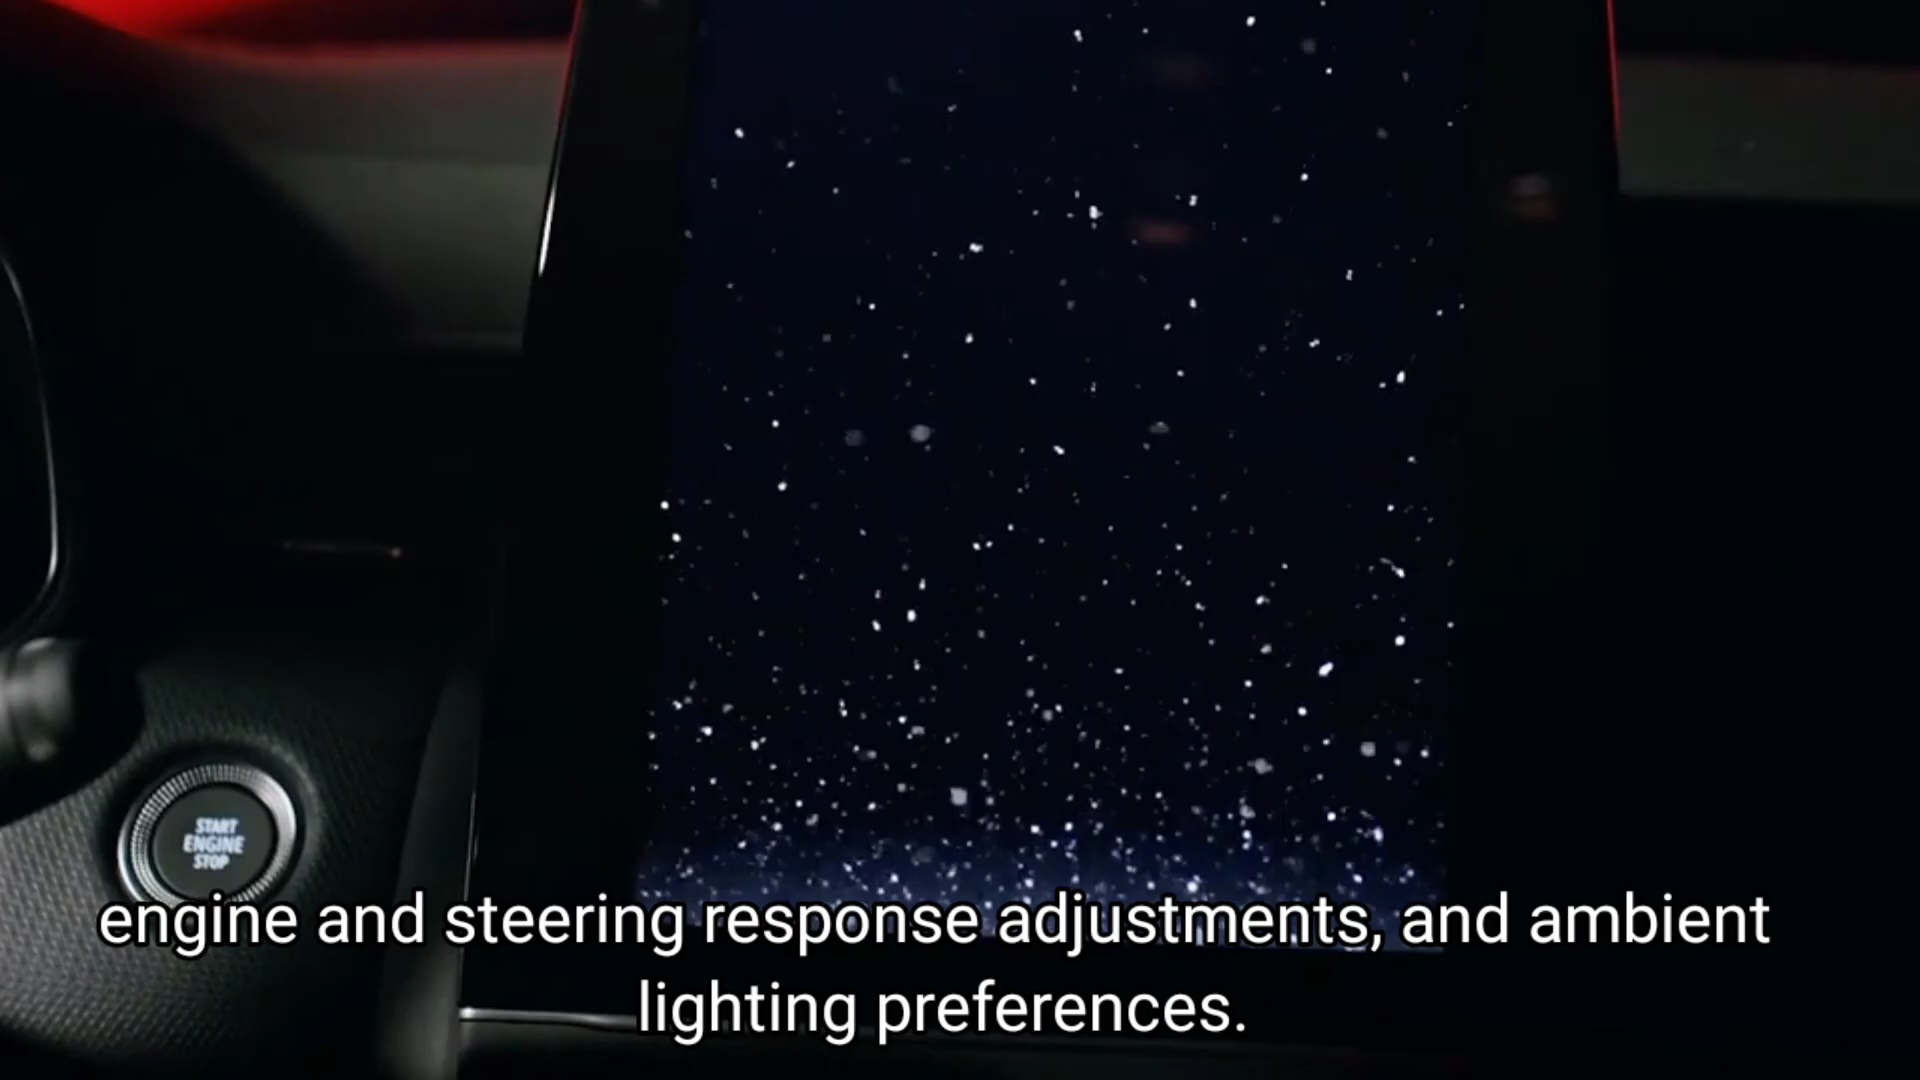 START
ENGINE
STOP
engine and steering response adjustments, and ambient
lighting preferences.